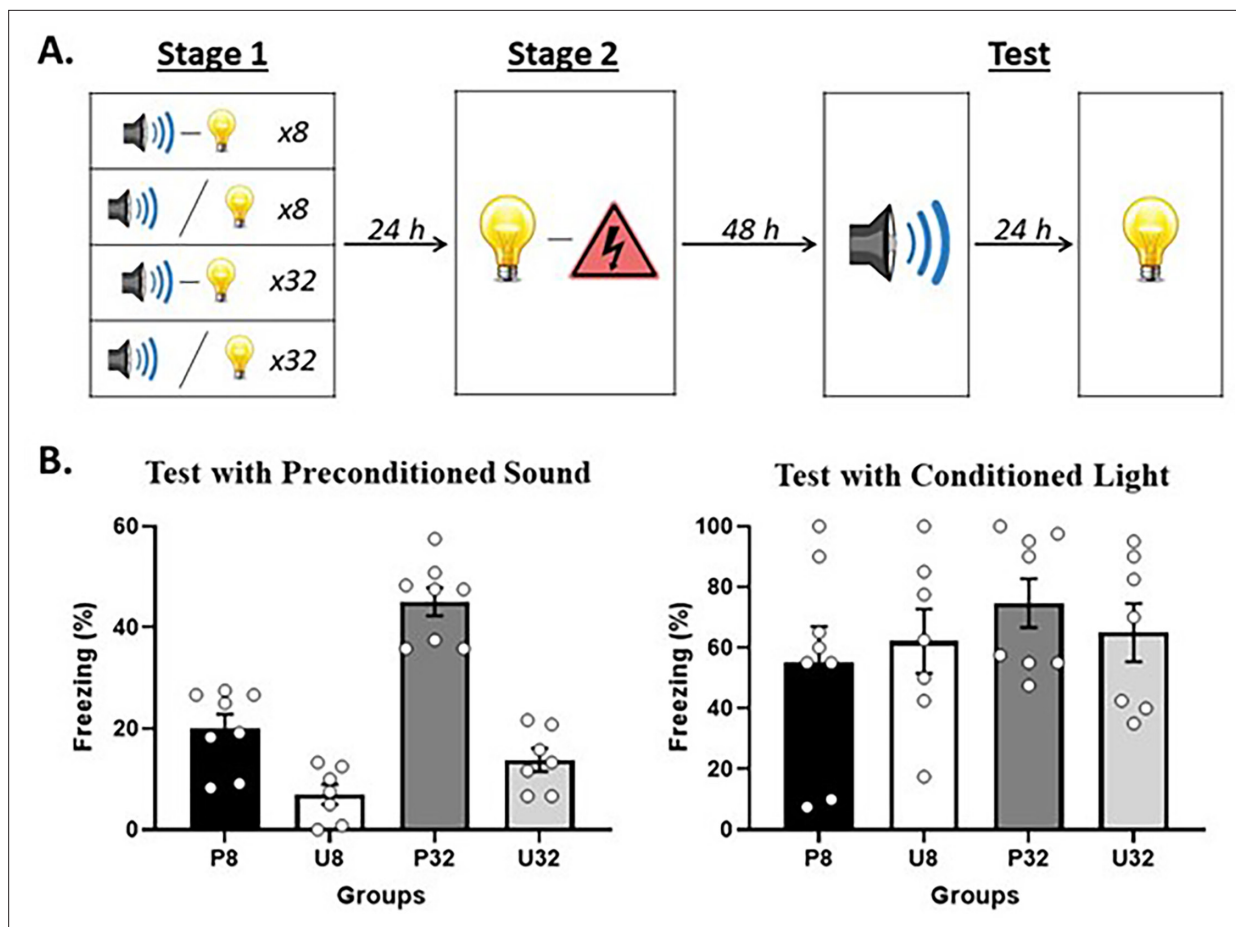 A.
Stage 1
Stage 2
Test
x8
x8
x32
x32
24 h
48 h
24 h
B.
Test with Preconditioned Sound
Test with Conditioned Light
Freezing (%)
60
40
20
0
P8 U8 P32 U32
Groups
Freezing (%)
100
80
60
40
20
0
P8 U8 P32 U32
Groups